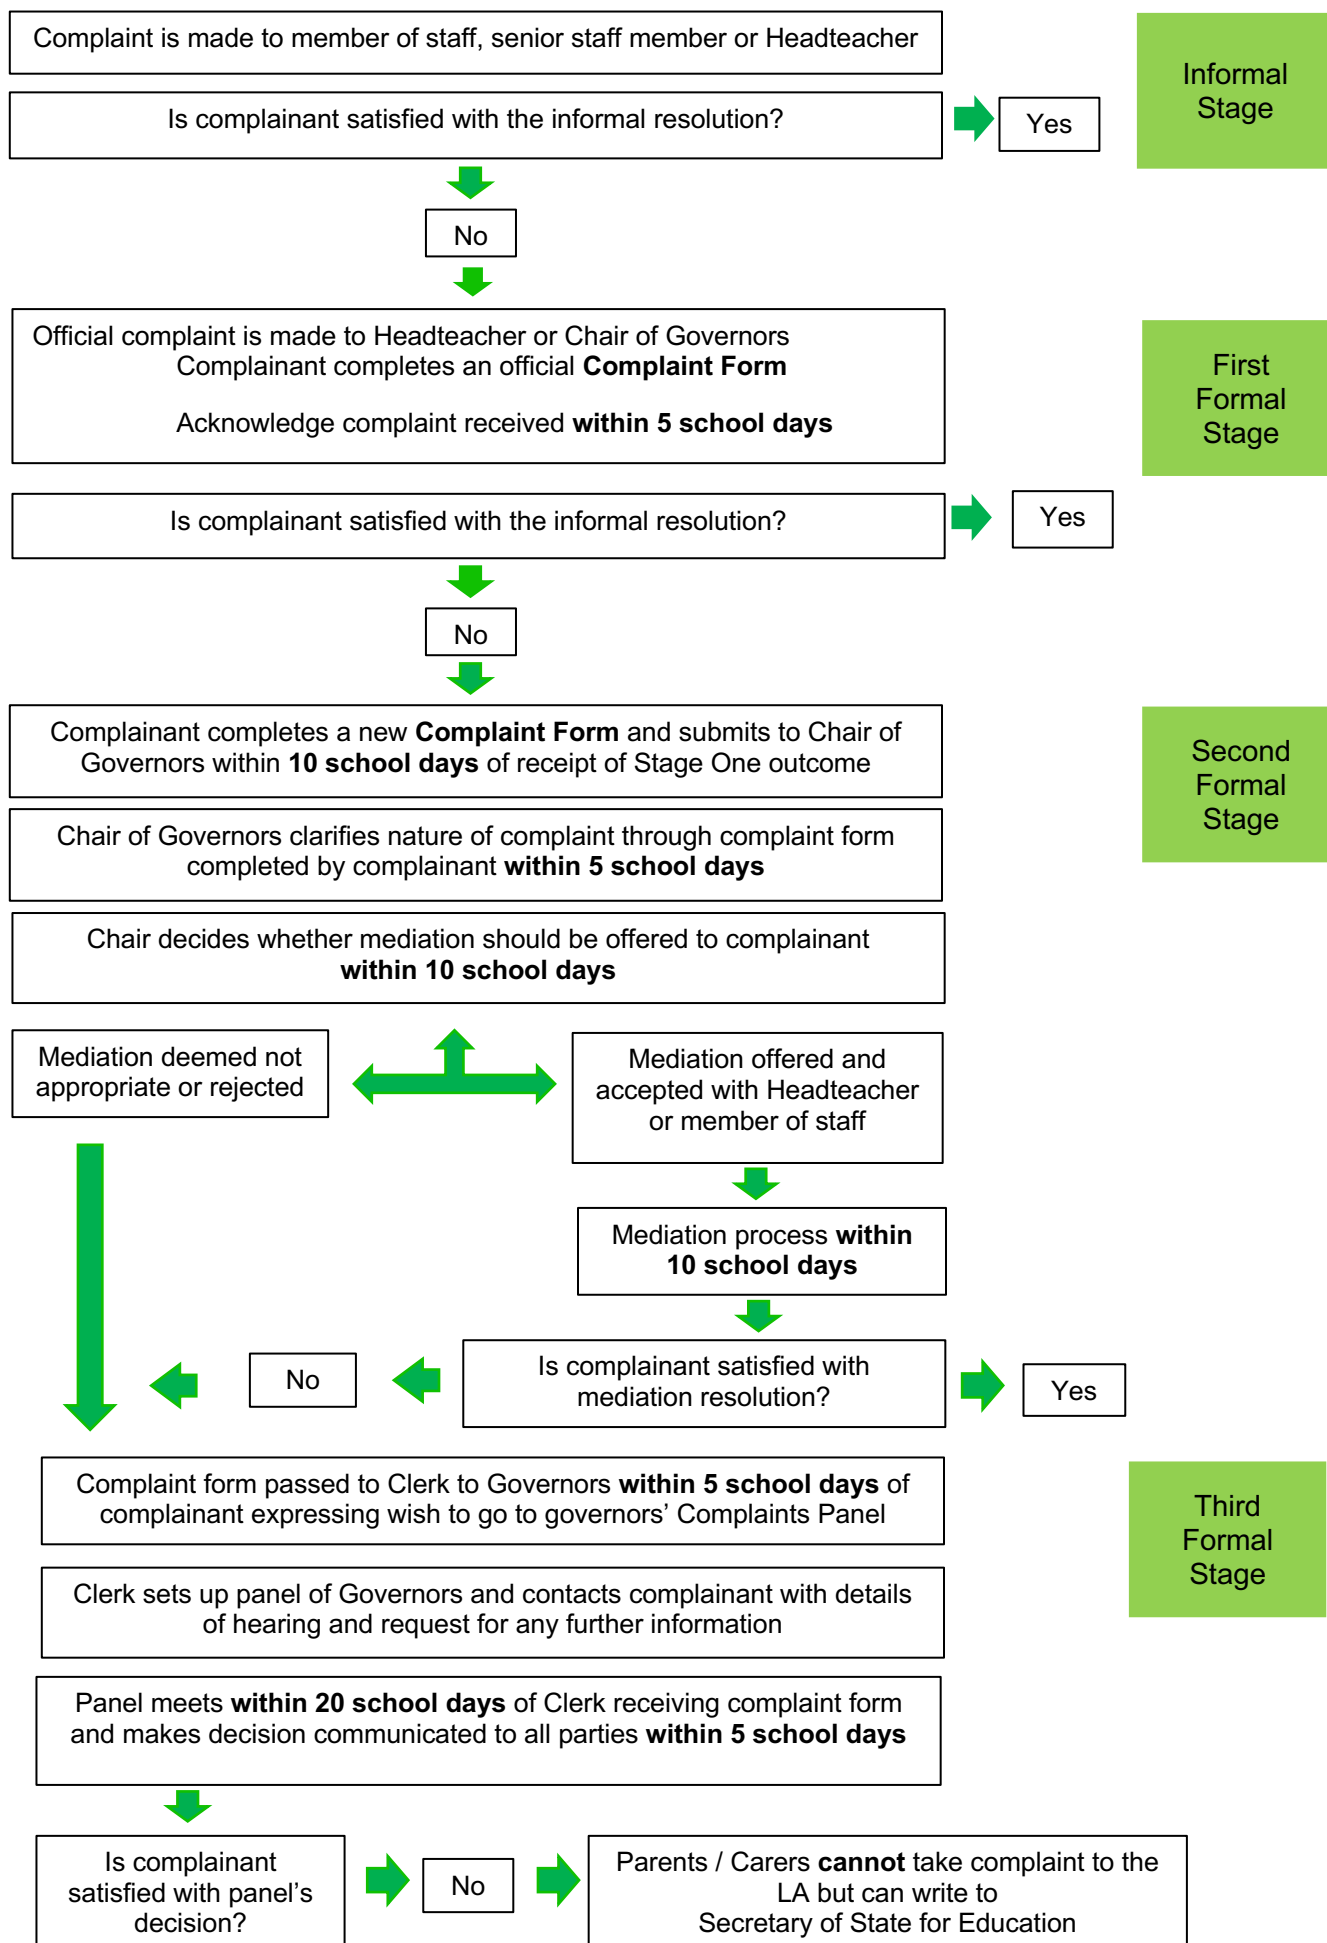 Complaint is made to member of staff, senior staff member or Headteacher
Informal
Stage
Is complainant satisfied with the informal resolution?
Yes
No
Official complaint is made to Headteacher or Chair of Governors
Complainant completes an official Complaint Form
Acknowledge complaint received within 5 school days
First
Formal
Stage
Is complainant satisfied with the informal resolution?
Yes
No
Complainant completes a new Complaint Form and submits to Chair of
Governors within 10 school days of receipt of Stage One outcome
Second
Formal
Stage
Chair of Governors clarifies nature of complaint through complaint form
completed by complainant within 5 school days
Chair decides whether mediation should be offered to complainant
within 10 school days
Mediation deemed not
appropriate or rejected
Mediation offered and
accepted with Headteacher
or member of staff
Mediation process within
10 school days
Is complainant satisfied with
mediation resolution?
No
Yes
Complaint form passed to Clerk to Governors within 5 school days of
complainant expressing wish to go to governors’ Complaints Panel
Third
Formal
Stage
Clerk sets up panel of Governors and contacts complainant with details
of hearing and request for any further information
Panel meets within 20 school days of Clerk receiving complaint form
and makes decision communicated to all parties within 5 school days
Is complainant
satisfied with panel’s
decision?
No
Parents / Carers cannot take complaint to the
LA but can write to
Secretary of State for Education